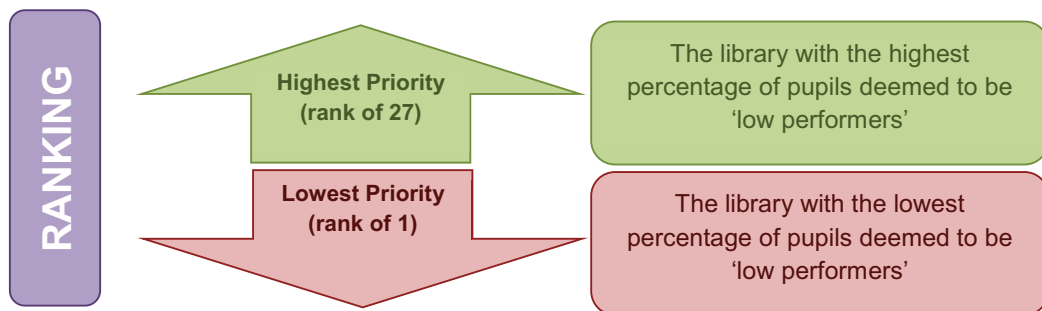 RANKING
Highest Priority
(rank of 27)
The library with the highest
percentage of pupils deemed to be
‘low performers’
Lowest Priority
(rank of 1)
The library with the lowest
percentage of pupils deemed to be
‘low performers’